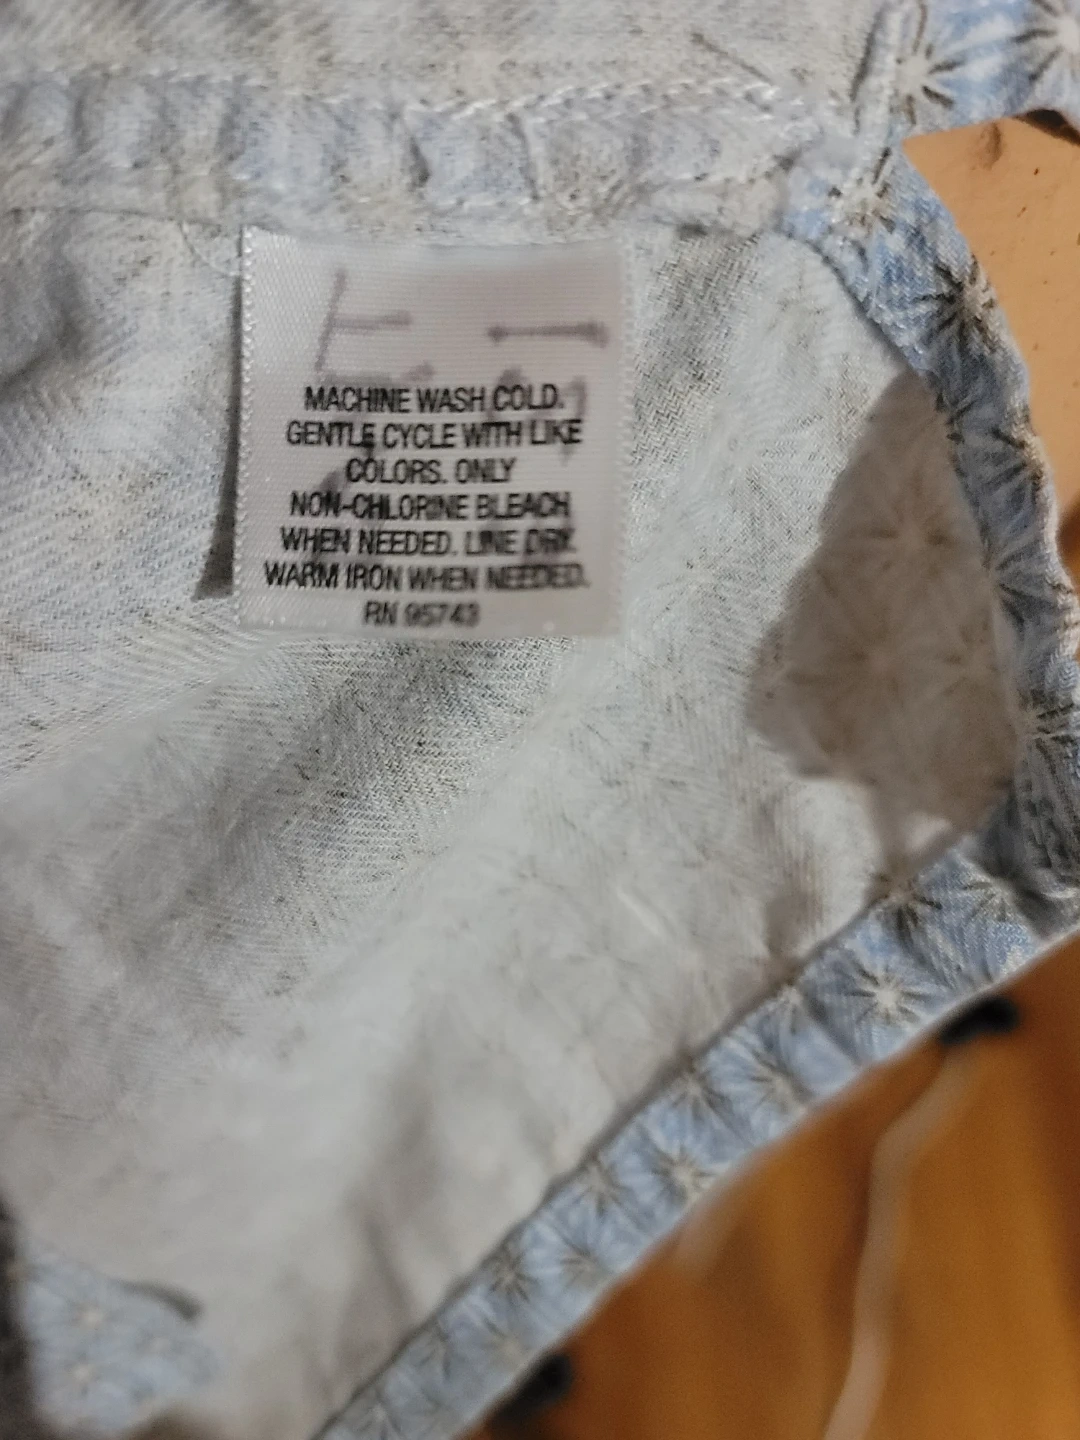 MACHINE WASH COLD.
GENTLE CYCLE WITH LIKE
COLORS. ONLY
NON-CHLORINE BLEACH
WHEN NEEDED. LINE DRY.
WARM IRON WHEN NEEDED.
RN 95743